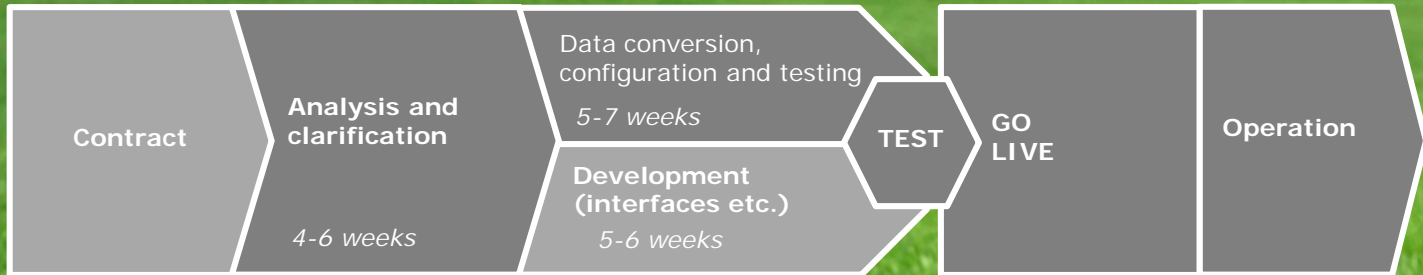 Contract
Analysis and
clarification
4-6 weeks
Data conversion,
configuration and testing
5-7 weeks
Development
(interfaces etc.)
5-6 weeks
TEST
GO
LIVE
Operation